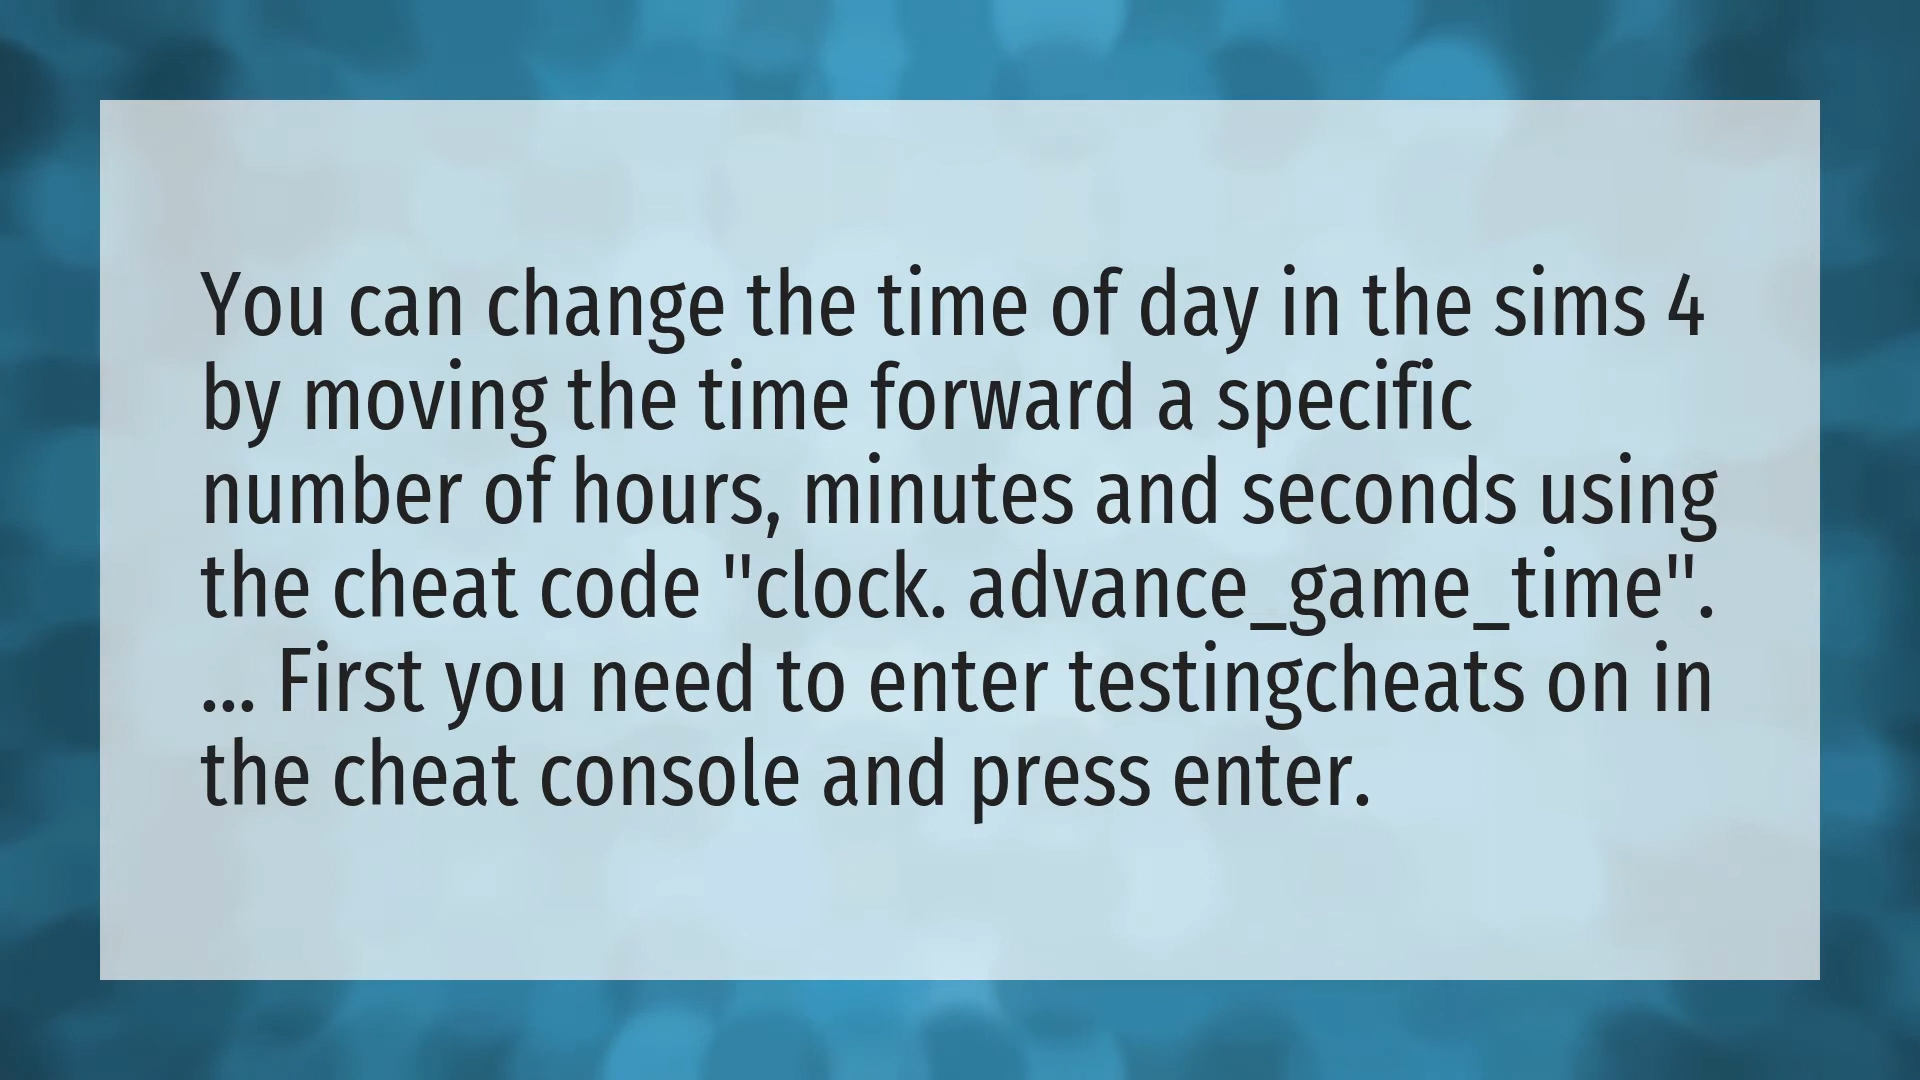 You can change the time of day in the sims 4
by moving the time forward a specific
number of hours, minutes and seconds using
the cheat code "clock. advance_game_time".
... First you need to enter testingcheats on in
the cheat console and press enter.